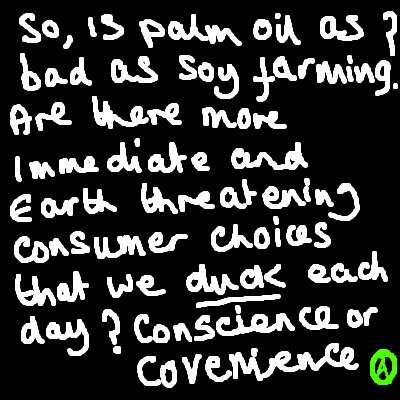 So, is palm oil as ?
bad as soy farming.
Are there more
immediate and
Earth threatening
consumer choices
that we duck each
day? Conscience or
covenience
A